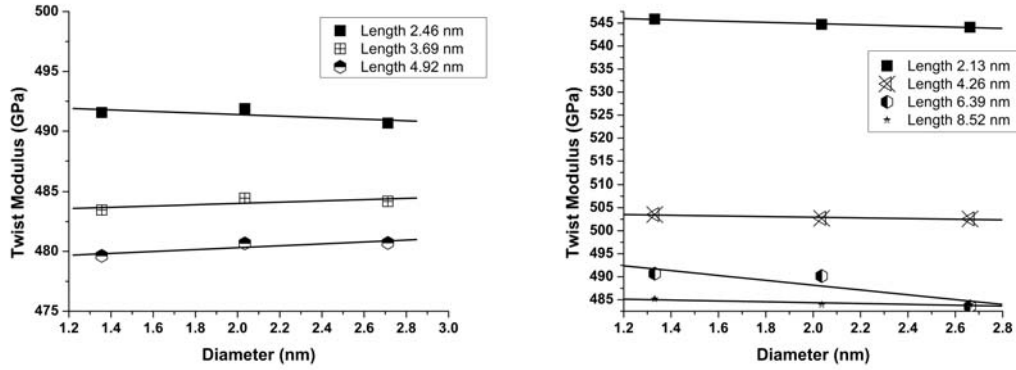 500
495
490
485
480
475
Twist Modulus (GPa)
Length 2.46 nm
Length 3.69 nm
Length 4.92 nm
1.2 1.4 1.6 1.8 2.0 2.2 2.4 2.6 2.8 3.0
Diameter (nm)
545
540
535
530
525
520
515
510
505
500
495
490
485
Twist Modulus (GPa)
Length 2.13 nm
Length 4.26 nm
Length 6.39 nm
Length 8.52 nm
1.2 1.4 1.6 1.8 2.0 2.2 2.4 2.6 2.8
Diameter (nm)